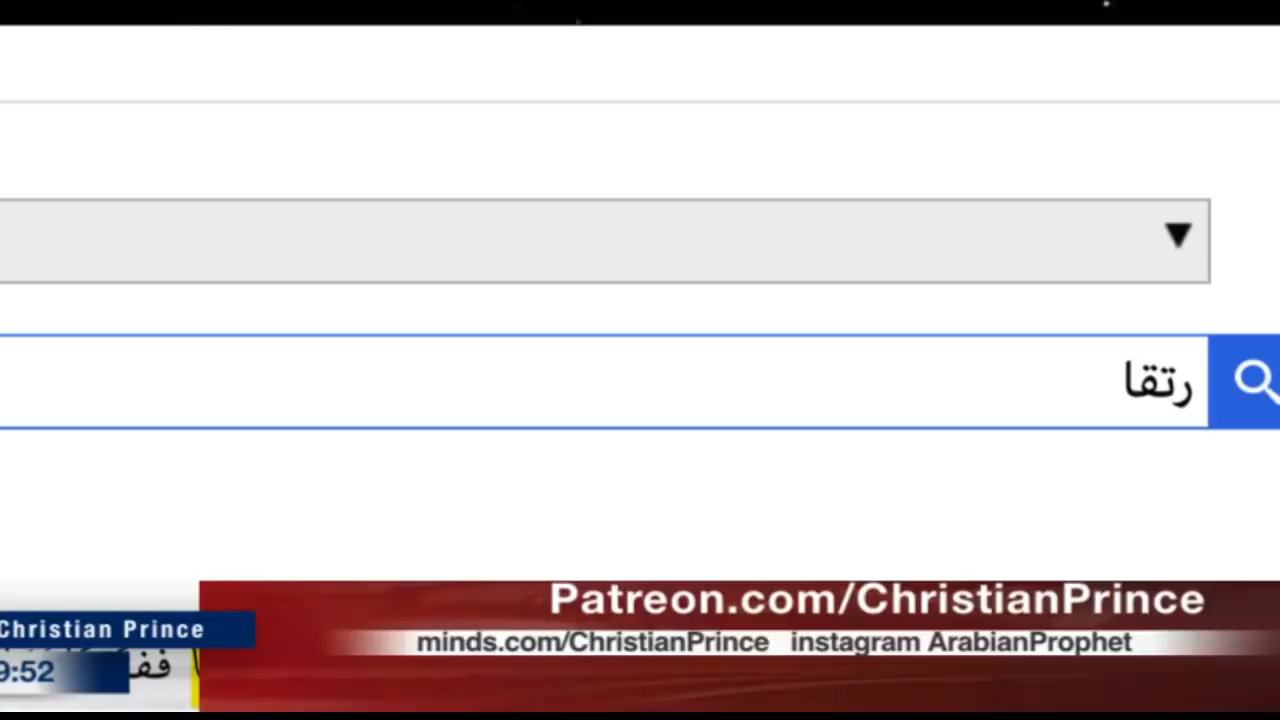 رتقا
Patreon.com/ChristianPrince
Christian Prince
minds.com/ChristianPrince instagram ArabianProphet
9:52